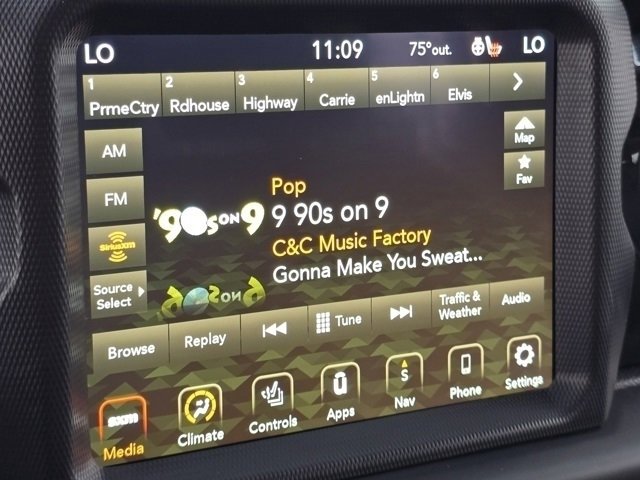 LO 11:09 75°out. LO
1 2 3 4 5 6
PrmeCtry Rdhouse Highway Carrie enLightn Elvis >
AM
Map
FM
Fav
SiriusXm
Source
Select
'90s ON 9
Pop
9 90s on 9
C&C Music Factory
Gonna Make You Sweat...
Browse Replay Tune Traffic & Audio
Weather
sxm S
Media Climate Controls Apps Nav Phone Settings